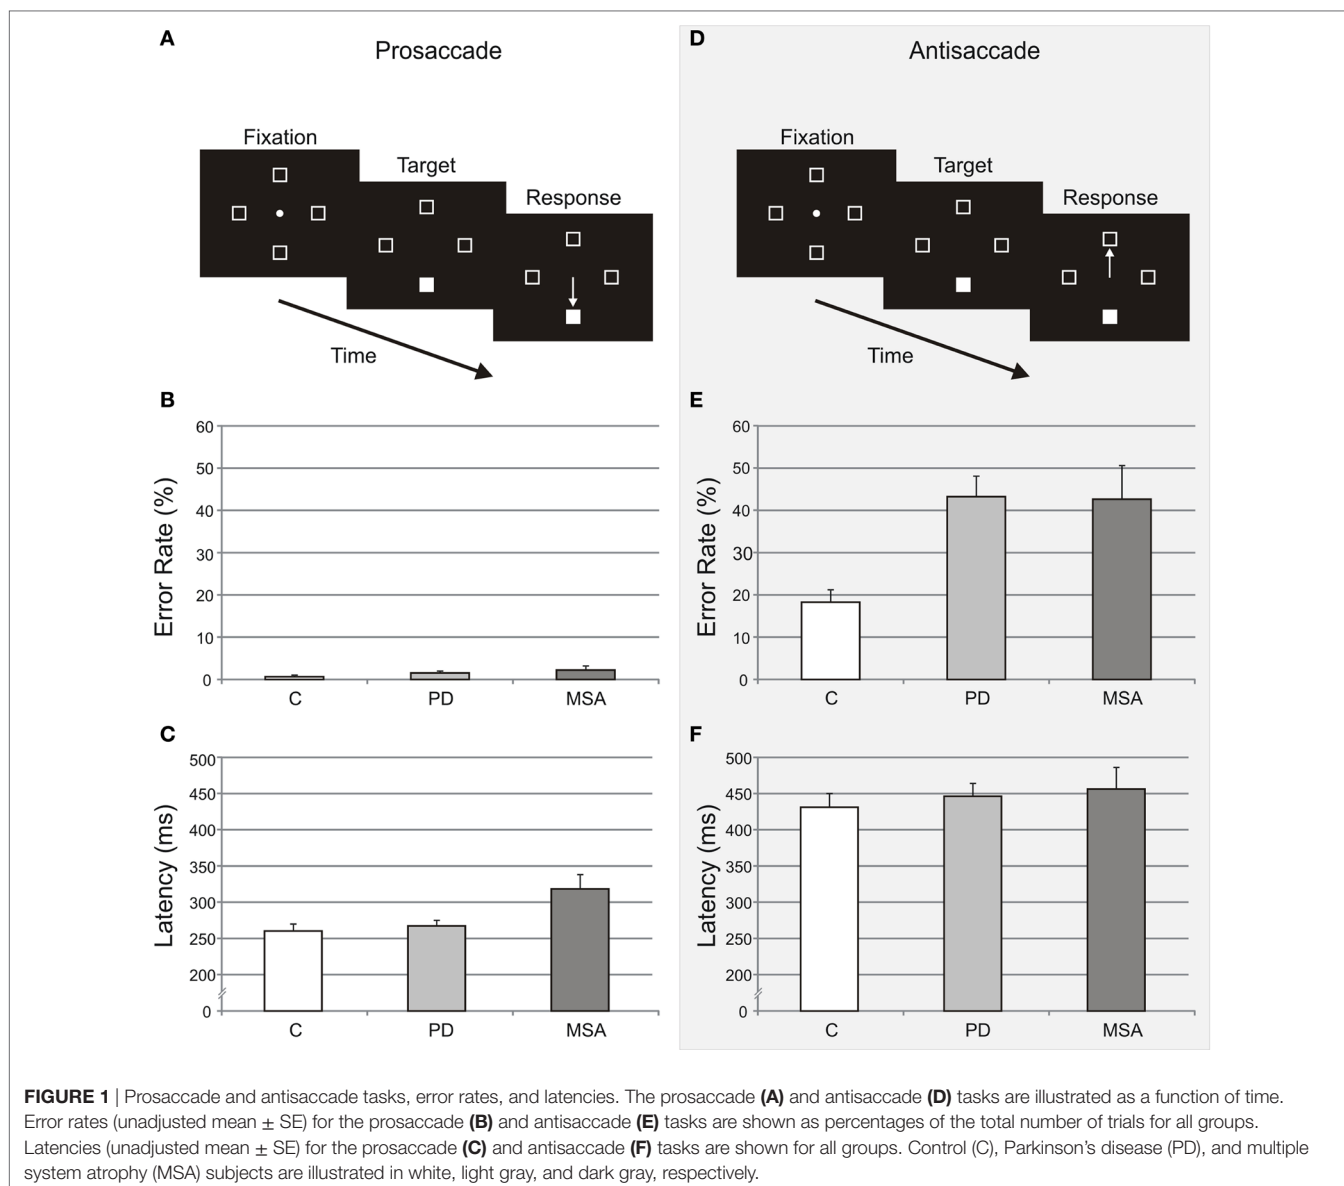 A
Prosaccade
Fixation
Target
Response
Time
D
Antisaccade
Fixation
Target
Response
Time
B
Error Rate (%)
60
50
40
30
20
10
0
C PD MSA
E
Error Rate (%)
60
50
40
30
20
10
0
C PD MSA
C
Latency (ms)
500
450
400
350
300
250
200
0
C PD MSA
F
Latency (ms)
500
450
400
350
300
250
200
0
C PD MSA
FIGURE 1 | Prosaccade and antisaccade tasks, error rates, and latencies. The prosaccade (A) and antisaccade (D) tasks are illustrated as a function of time.
Error rates (unadjusted mean ± SE) for the prosaccade (B) and antisaccade (E) tasks are shown as percentages of the total number of trials for all groups.
Latencies (unadjusted mean ± SE) for the prosaccade (C) and antisaccade (F) tasks are shown for all groups. Control (C), Parkinson’s disease (PD), and multiple
system atrophy (MSA) subjects are illustrated in white, light gray, and dark gray, respectively.